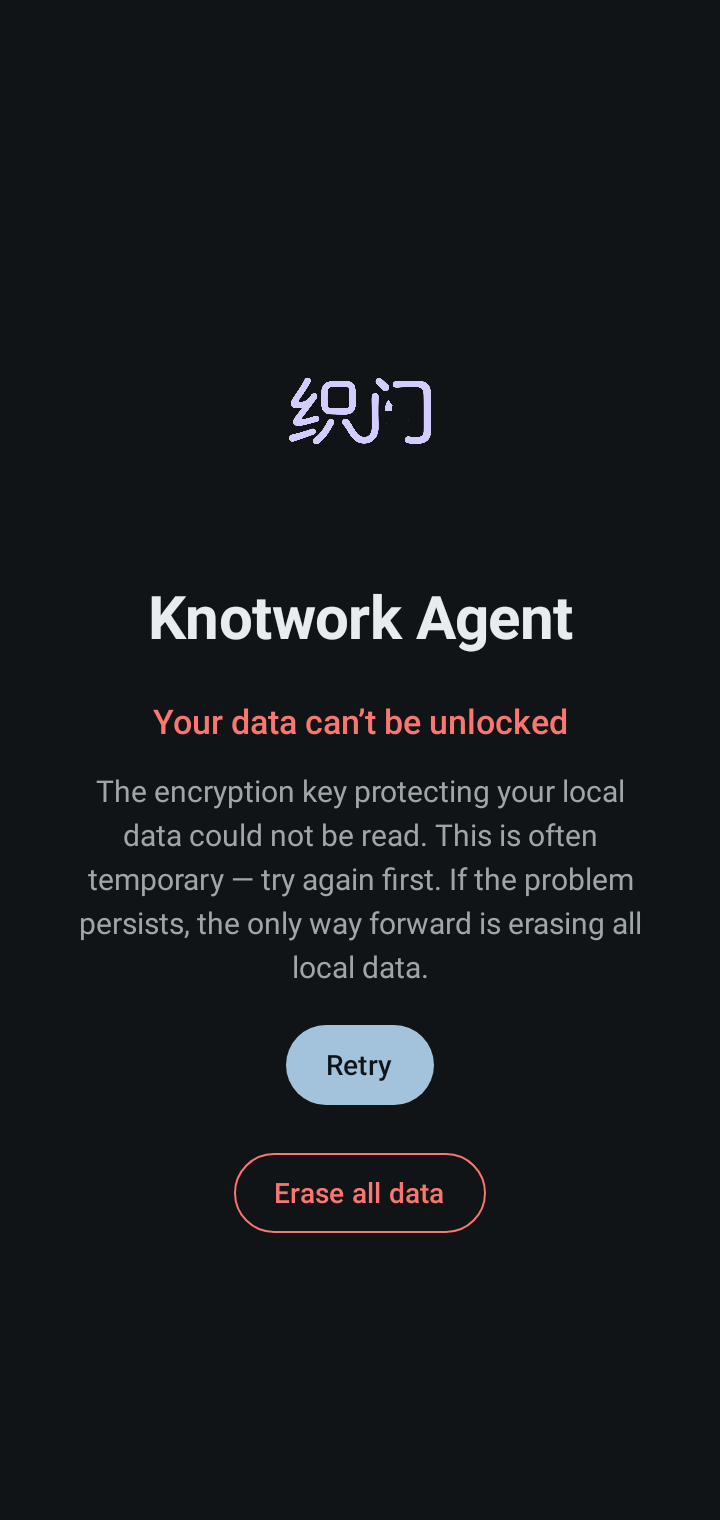 织门
Knotwork Agent
Your data can’t be unlocked
The encryption key protecting your local
data could not be read. This is often
temporary — try again first. If the problem
persists, the only way forward is erasing all
local data.
Retry
Erase all data